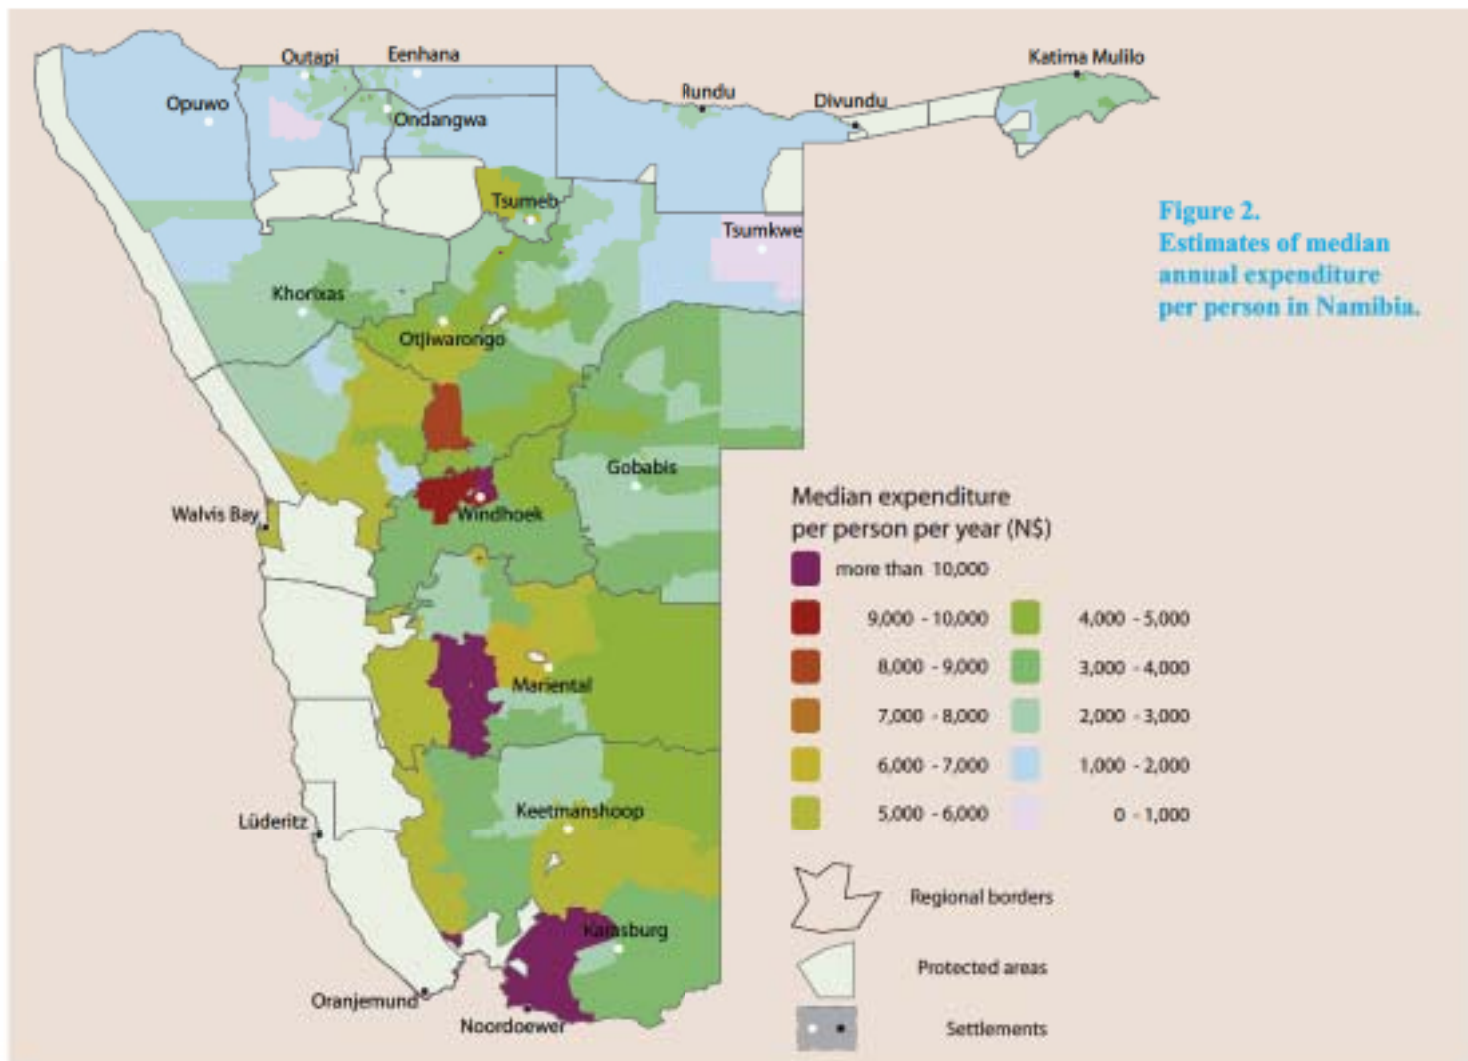 Outapi
Eenhana
Katima Mulilo
Opuwo
Rundu
Divundu
Ondangwa
Tsumeb
Tsumkwe
Figure 2.
Estimates of median
annual expenditure
per person in Namibia.
Khorixas
Otjiwarongo
Gobabis
Walvis Bay
Windhoek
Median expenditure
per person per year (N$)
more than 10,000
9,000 - 10,000
4,000 - 5,000
8,000 - 9,000
3,000 - 4,000
7,000 - 8,000
2,000 - 3,000
6,000 - 7,000
1,000 - 2,000
5,000 - 6,000
0 - 1,000
Mariental
Keetmanshoop
Lüderitz
Karasburg
Regional borders
Protected areas
Oranjemund
Noordoewer
Settlements